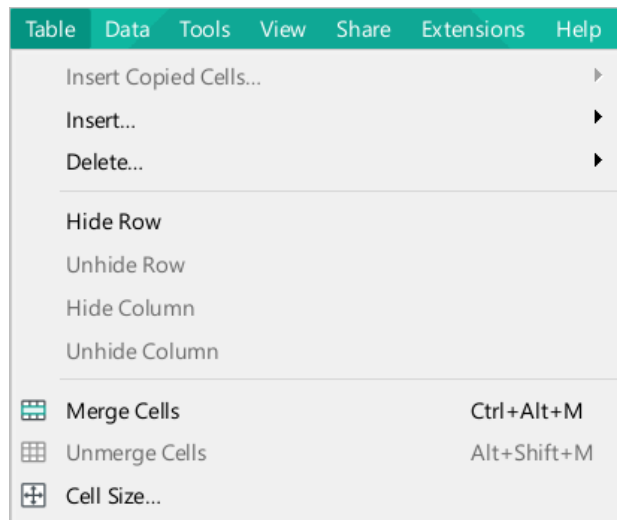 Table Data Tools View Share Extensions Help
Insert Copied Cells...
Insert...
Delete...
Hide Row
Unhide Row
Hide Column
Unhide Column
Merge Cells Ctrl+Alt+M
Unmerge Cells Alt+Shift+M
Cell Size...